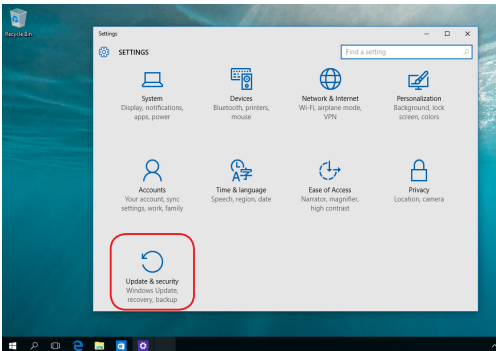 Recycle Bin
Settings
SETTINGS
Find a setting
System
Display, notifications,
apps, power
Devices
Bluetooth, printers,
mouse
Network & Internet
Wi-Fi, airplane mode,
VPN
Personalization
Background, lock
screen, colors
Accounts
Your account, sync
settings, work, family
Time & language
Speech, region, date
Ease of Access
Narrator, magnifier,
high contrast
Privacy
Location, camera
Update & security
Windows Update,
recovery, backup